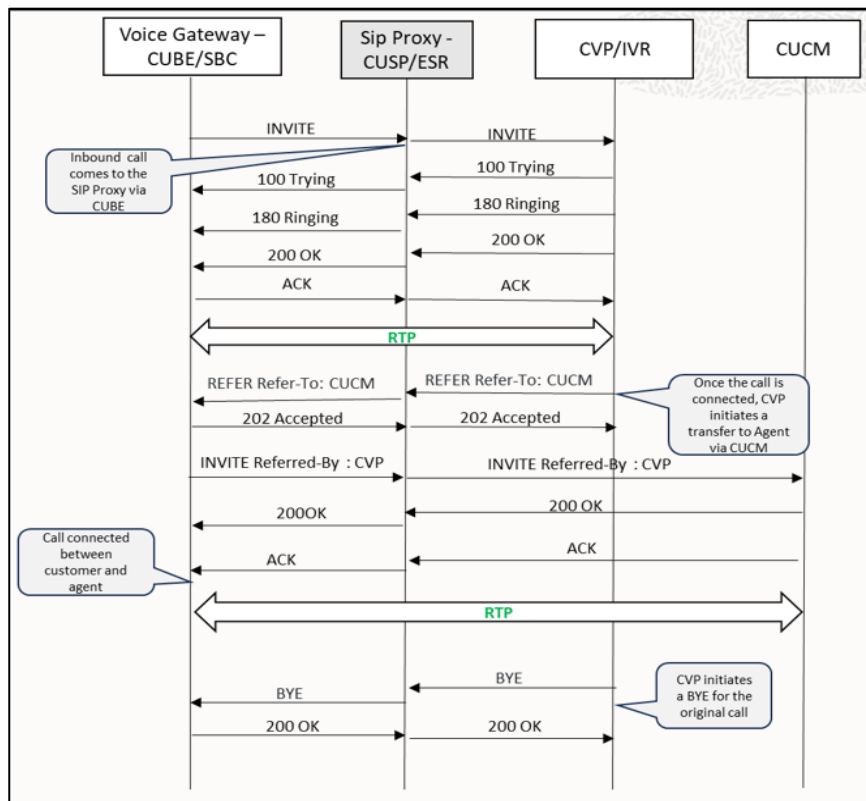 Voice Gateway –
CUBE/SBC
Sip Proxy -
CUSP/ESR
CVP/IVR
CUCM
INVITE
INVITE
Inbound call
comes to the
SIP Proxy via
CUBE
100 Trying
100 Trying
180 Ringing
180 Ringing
200 OK
200 OK
ACK
ACK
RTP
REFER Refer-To: CUCM
REFER Refer-To: CUCM
Once the call is
connected, CVP
initiates a
transfer to Agent
via CUCM
202 Accepted
202 Accepted
INVITE Referred-By : CVP
INVITE Referred-By : CVP
200OK
200 OK
Call connected
between
customer and
agent
ACK
ACK
RTP
BYE
BYE
CVP initiates
a BYE for the
original call
200 OK
200 OK